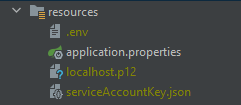 resources
.env
application.properties
localhost.p12
serviceAccountKey.json